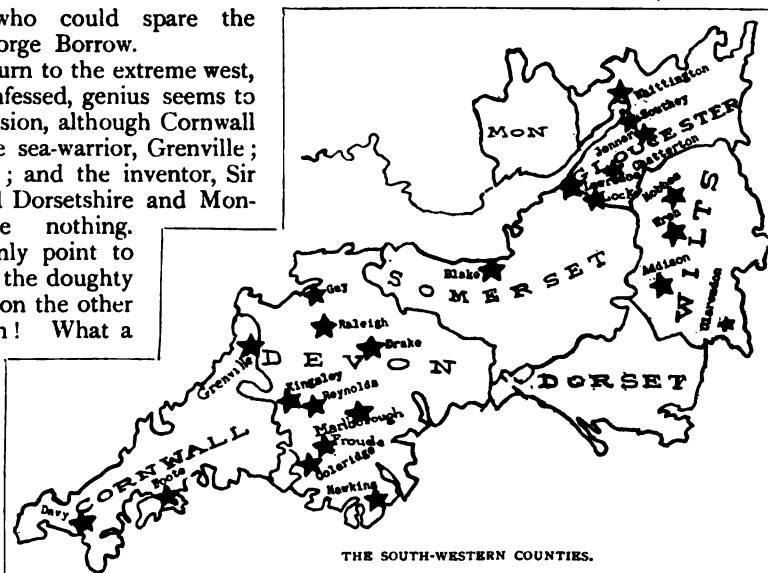 who could spare the
orge Borrow.
urn to the extreme west,
nfessed, genius seems to
sion, although Cornwall
e sea-warrior, Grenville;
; and the inventor, Sir
d Dorsetshire and Mon-
e nothing.
nly point to
the doughty
on the other
n! What a
MON
Whittington
Southey
Jenner
GLOUCESTER
Chatterton
Lawrence
Locke
Hobbes
Wren
WILTS
Addison
Clarendon
Blake
SOMERSET
Gay
Raleigh
Drake
DEVON
Grenville
Kingsley
Reynolds
Marlborough
Froude
Coleridge
Hawkins
DORSET
CORNWALL
Foote
Davy
THE SOUTH-WESTERN COUNTIES.